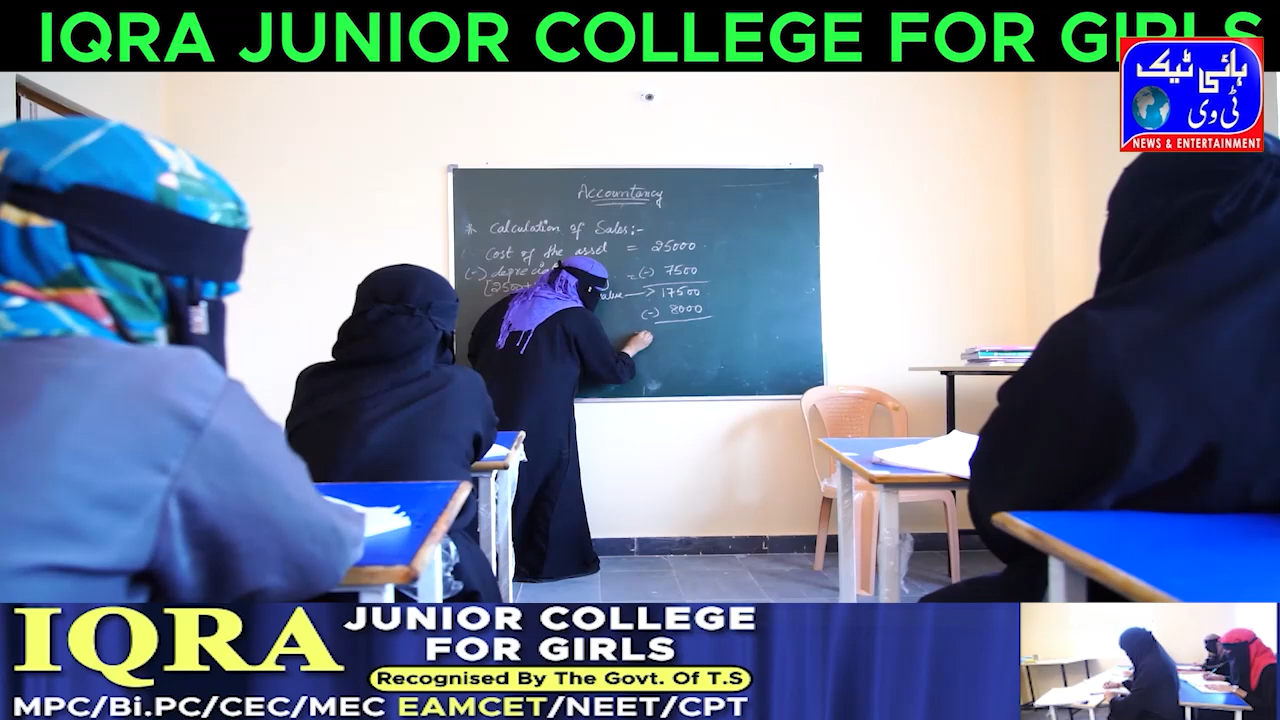 IQRA JUNIOR COLLEGE FOR GIRLS
ہائی ٹیک
ٹی وی
NEWS & ENTERTAINMENT
Accountancy
* Calculation of Sales:-
Cost of the asset = 25000
(-) = (-) 7500
value → 17500
(-) 8000
IQRA
JUNIOR COLLEGE
FOR GIRLS
Recognised By The Govt. Of T.S
MPC/Bi.PC/CEC/MEC EAMCET/NEET/CPT